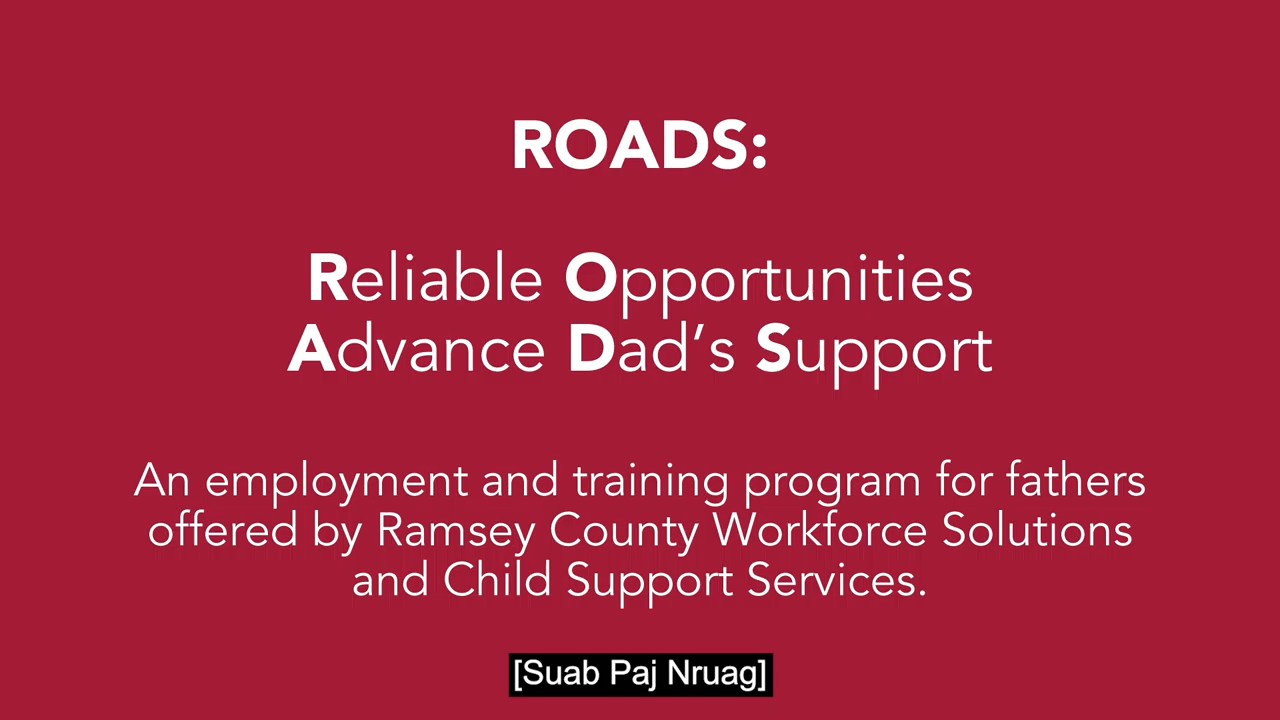 ROADS:
Reliable Opportunities
Advance Dad’s Support
An employment and training program for fathers
offered by Ramsey County Workforce Solutions
and Child Support Services.
[Suab Paj Nruag]